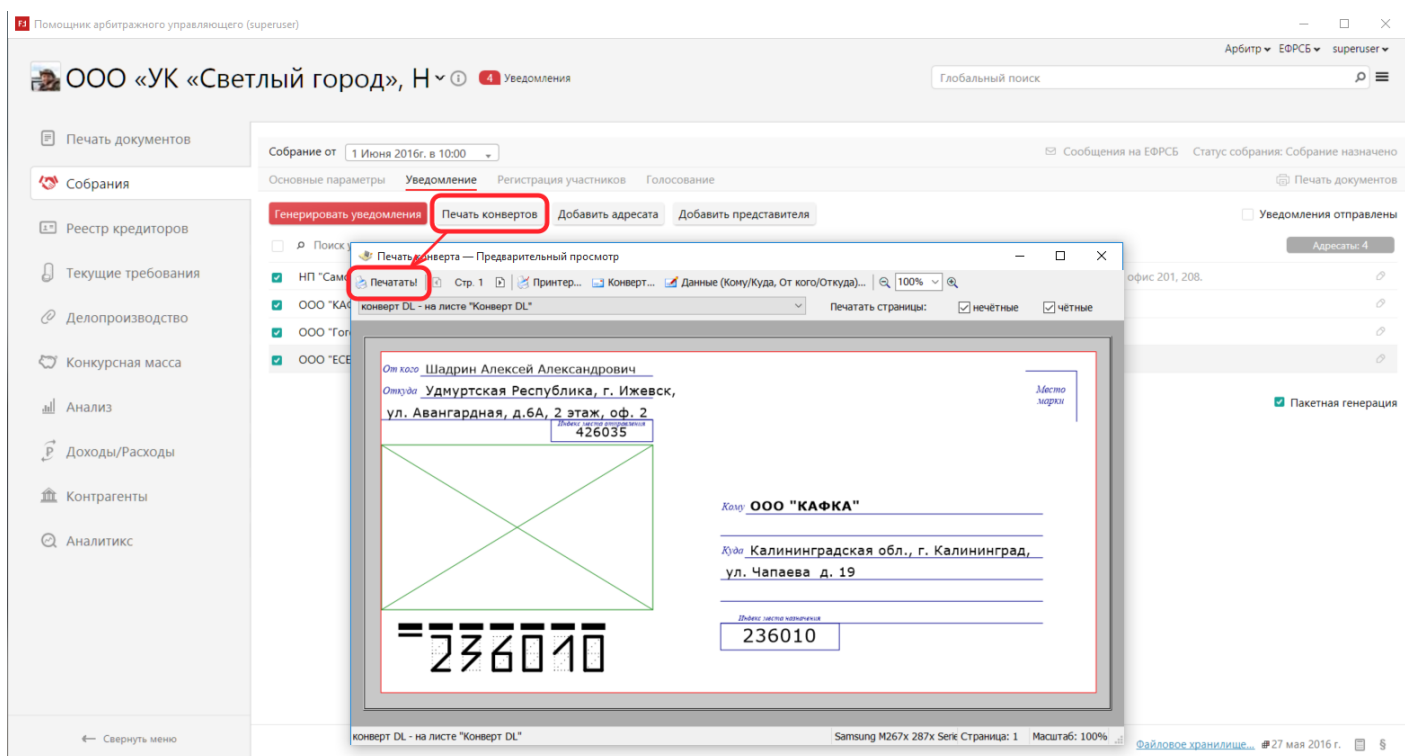 Помощник арбитражного управляющего (superuser)
Арбитр ЕФРСБ superuser
ООО «УК «Светлый город», Н 4 Уведомления
Глобальный поиск
Печать документов
Собрания
Реестр кредиторов
Текущие требования
Делопроизводство
Конкурсная масса
Анализ
Доходы/Расходы
Контрагенты
Аналитикс
Свернуть меню
Собрание от 1 Июня 2016г. в 10:00
Сообщения на ЕФРСБ Статус собрания: Собрание назначено
Основные параметры Уведомление Регистрация участников Голосование
Печать документов
Генерировать уведомления Печать конвертов Добавить адресата Добавить представителя
Уведомления отправлены
Адресаты: 4
НП
офис 201, 208.
ООО
ООО
ООО
Пакетная генерация
Печать конверта — Предварительный просмотр
Печатать! Стр. 1 Принтер... Конверт... Данные (Кому/Куда, От кого/Откуда)... 100%
конверт DL - на листе "Конверт DL" Печатать страницы: нечётные чётные
От кого Шадрин Алексей Александрович
Откуда Удмуртская Республика, г. Ижевск,
ул. Авангардная, д.6А, 2 этаж, оф. 2
Индекс места отправления
426035
Место
марки
Кому ООО "КАФКА"
Куда Калининградская обл., г. Калининград,
ул. Чапаева д. 19
Индекс места назначения
236010
236010
конверт DL - на листе "Конверт DL" Samsung M267x 287x Serie Страница: 1 Масштаб: 100%
Файловое хранилище... 27 мая 2016 г. §